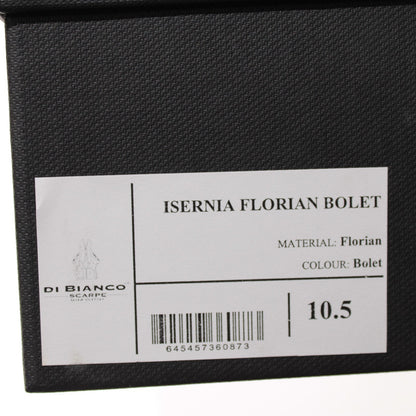 ISERNIA FLORIAN BOLET
MATERIAL: Florian
COLOUR: Bolet
DI BIANCO
SCARPE
645457360873
10.5